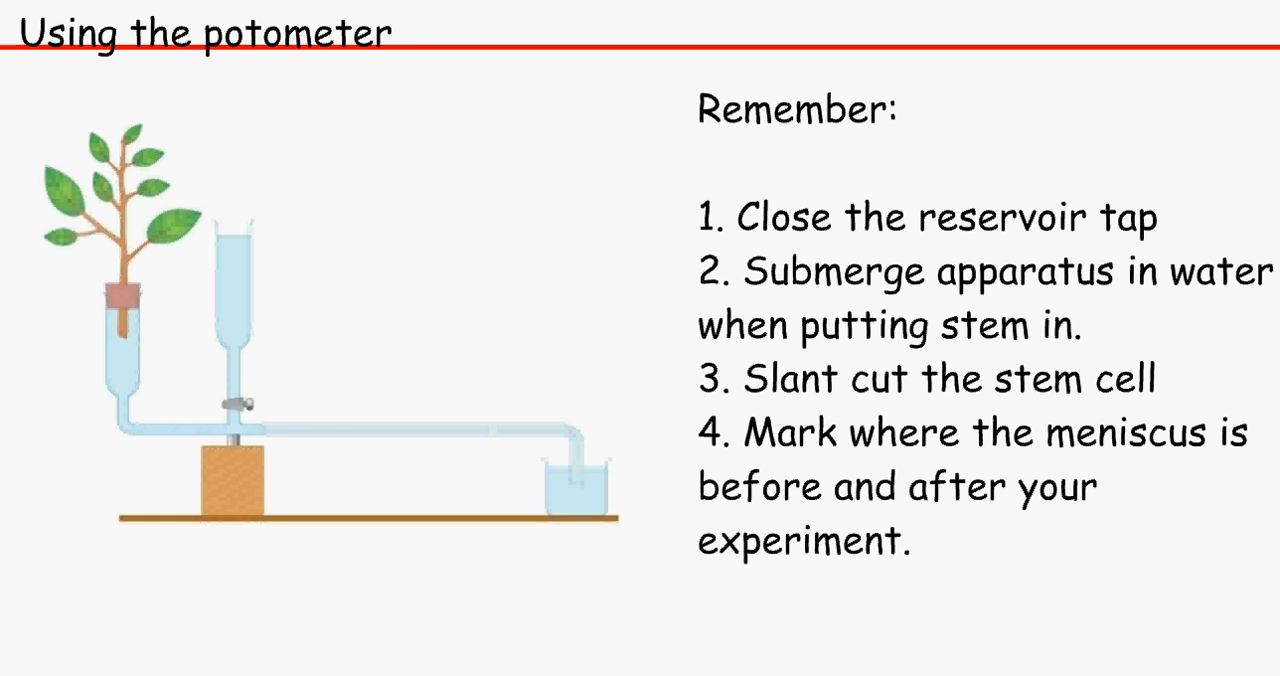 Using the potometer
Remember:
1. Close the reservoir tap
2. Submerge apparatus in water
when putting stem in.
3. Slant cut the stem cell
4. Mark where the meniscus is
before and after your
experiment.